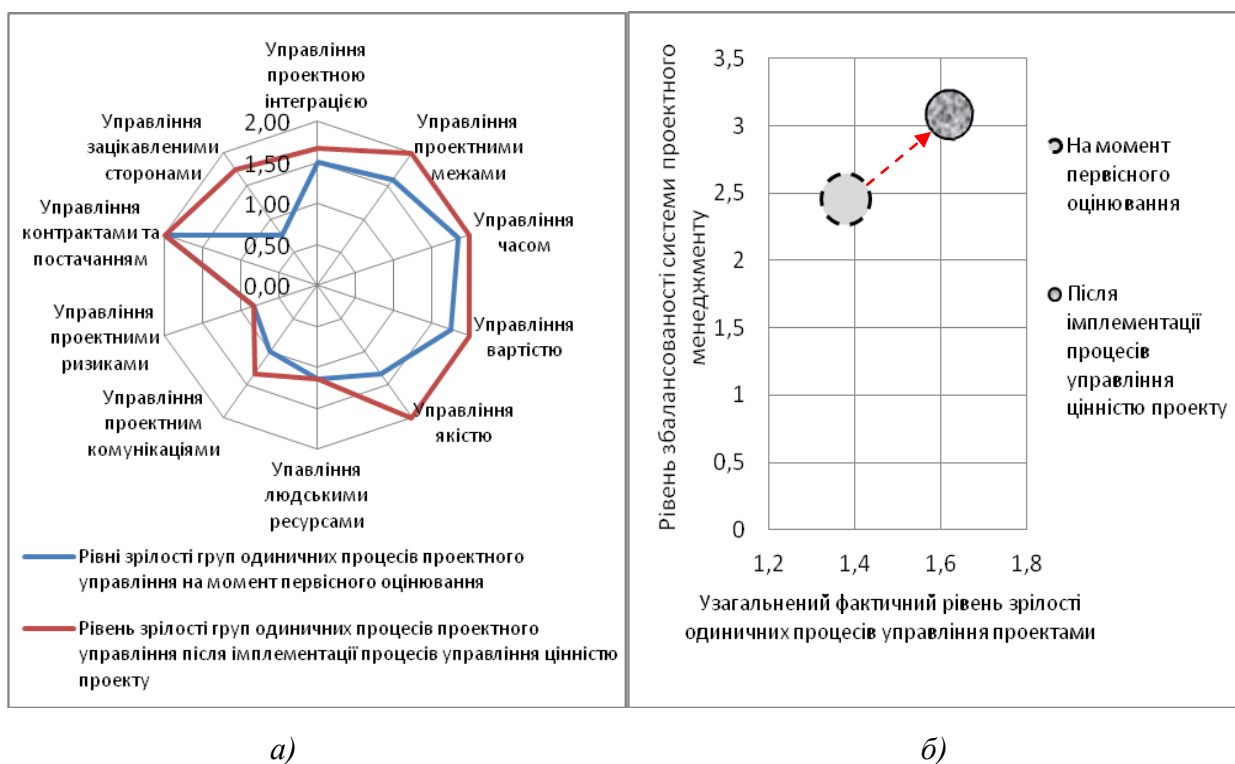 Управління
проектною
інтеграцією
Управління
проектними
межами
Управління
часом
Управління
вартістю
Управління
якістю
Упавління
людськими
ресурсами
Управління
проектним
комунікаціями
Управління
проектними
ризиками
Управління
контрактами та
постачанням
Управління
зацікавленими
сторонами
2,00
1,50
1,00
0,50
0,00
Рівні зрілості груп одиничних процесів проектного
управління на момент первісного оцінювання
Рівень зрілості груп одиничних процесів проектного
управління після імплементації процесів управління цінністю
проекту
а)
Рівень збалансованості системи проектного
менеджменту
3,5
3
2,5
2
1,5
1
0,5
0
1,2 1,4 1,6 1,8
Узагальнений фактичний рівень зрілості
одиничних процесів управління проектами
На момент
первісного
оцінювання
Після
імплементації
процесів
управління
цінністю проекту
б)